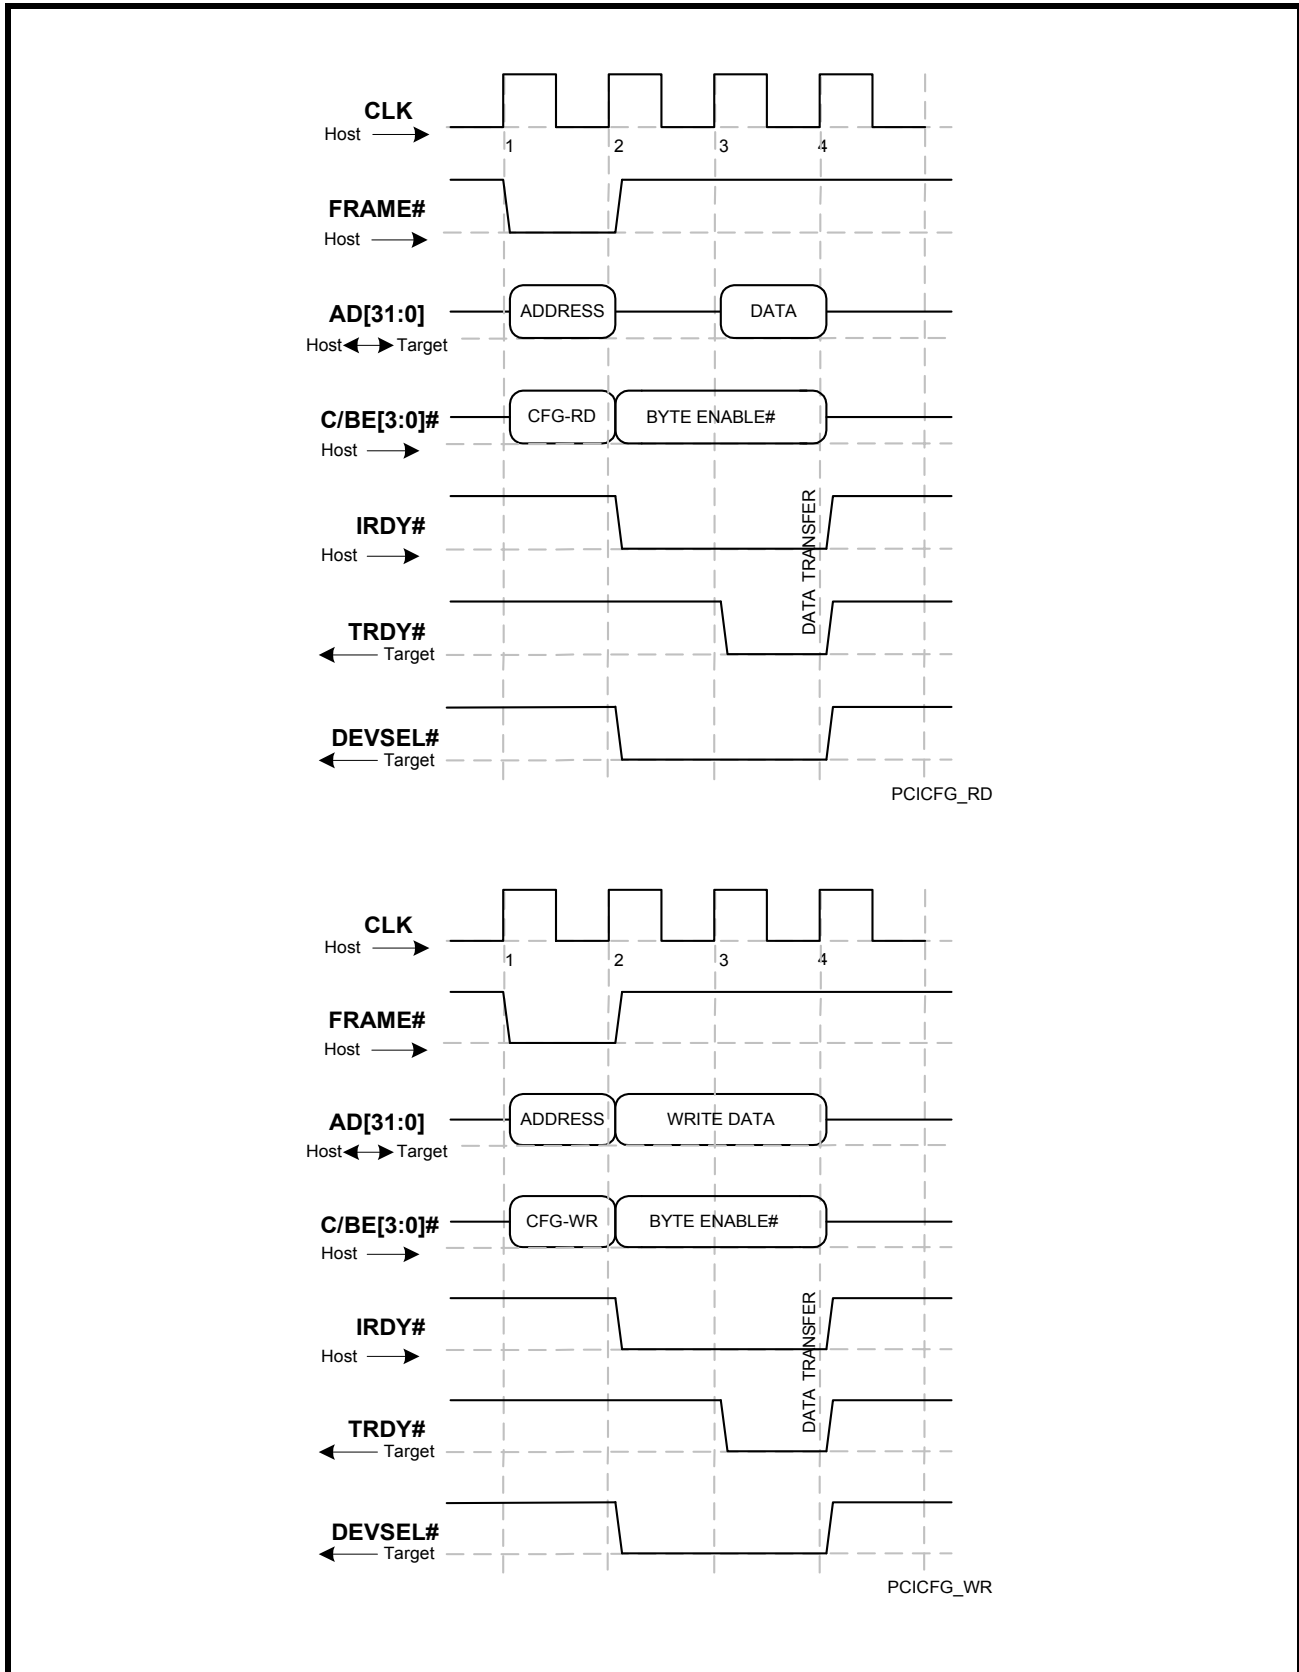 CLK
Host
1 2 3 4
FRAME#
Host
AD[31:0] ADDRESS DATA
Host Target
C/BE[3:0]# CFG-RD BYTE ENABLE#
Host
IRDY#
Host
DATA TRANSFER
TRDY#
Target
DEVSEL#
Target
PCICFG_RD
CLK
Host
1 2 3 4
FRAME#
Host
AD[31:0] ADDRESS WRITE DATA
Host Target
C/BE[3:0]# CFG-WR BYTE ENABLE#
Host
IRDY#
Host
DATA TRANSFER
TRDY#
Target
DEVSEL#
Target
PCICFG_WR